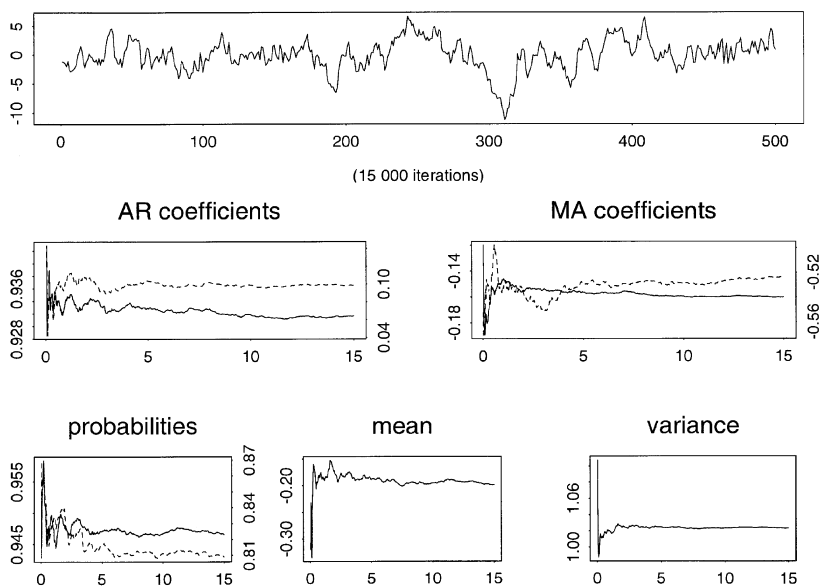 5
0
-5
-10
0 100 200 300 400 500
(15 000 iterations)
AR coefficients
0.936
0.928
0.10
0.04
0 5 10 15
MA coefficients
-0.14
-0.18
-0.52
-0.56
0 5 10 15
probabilities
0.955
0.945
0.87
0.84
0.81
0 5 10 15
mean
-0.20
-0.30
0 5 10 15
variance
1.06
1.00
0 5 10 15